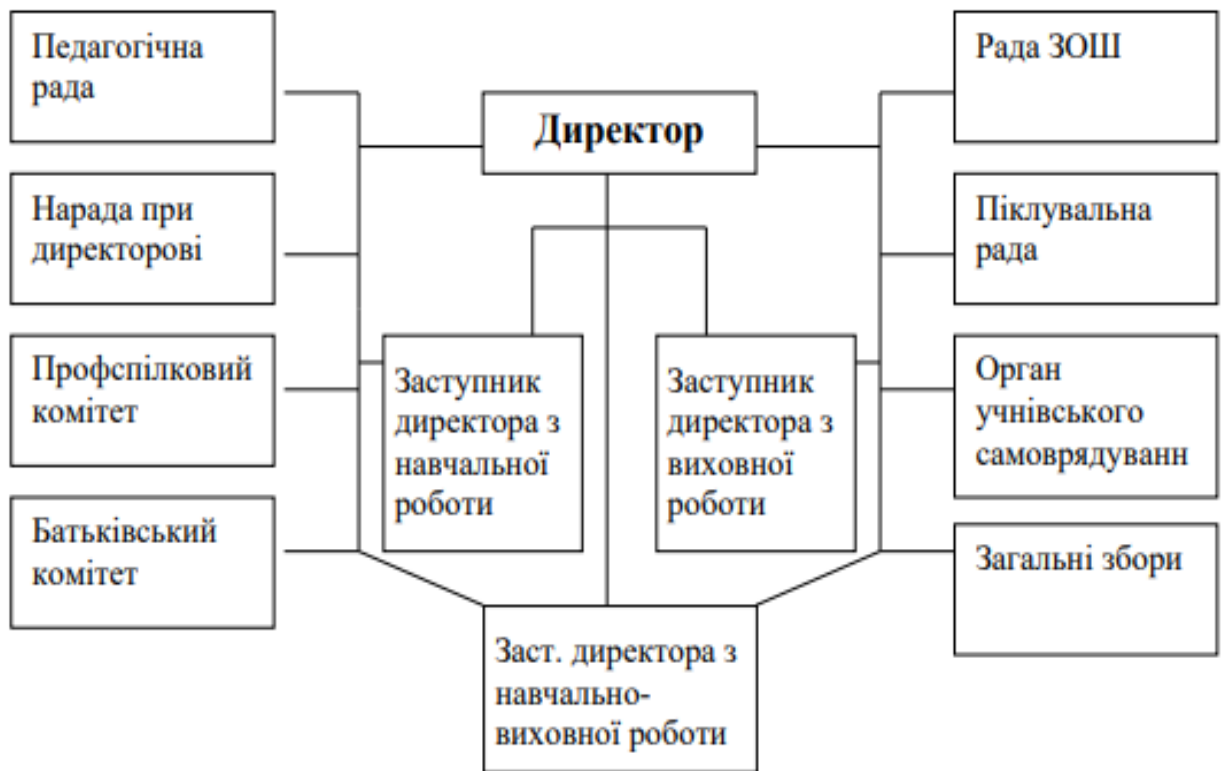 Педагогічна
рада
Нарада при
директорові
Профспілковий
комітет
Батьківський
комітет
Директор
Заступник
директора з
навчальної
роботи
Заступник
директора з
виховної
роботи
Заст. директора з
навчально-
виховної роботи
Рада ЗОШ
Піклувальна
рада
Орган
учнівського
самоврядуванн
Загальні збори